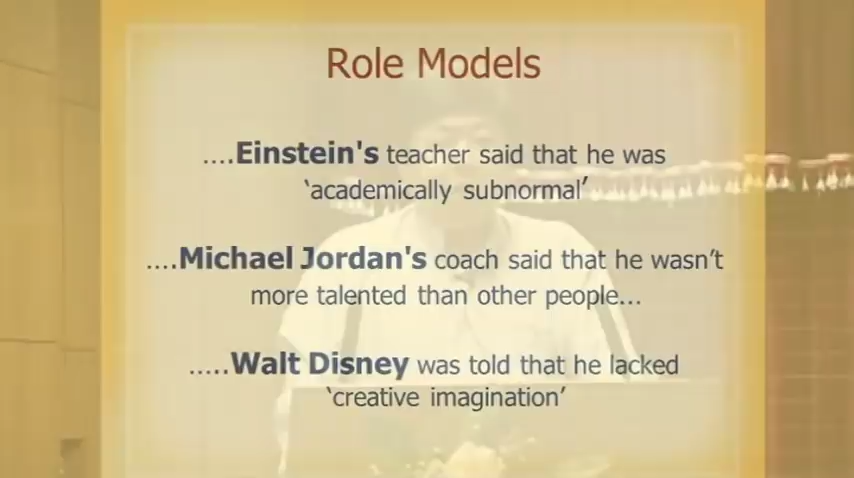 Role Models
....Einstein's teacher said that he was
‘academically subnormal’
....Michael Jordan's coach said that he wasn’t
more talented than other people...
.....Walt Disney was told that he lacked
‘creative imagination’